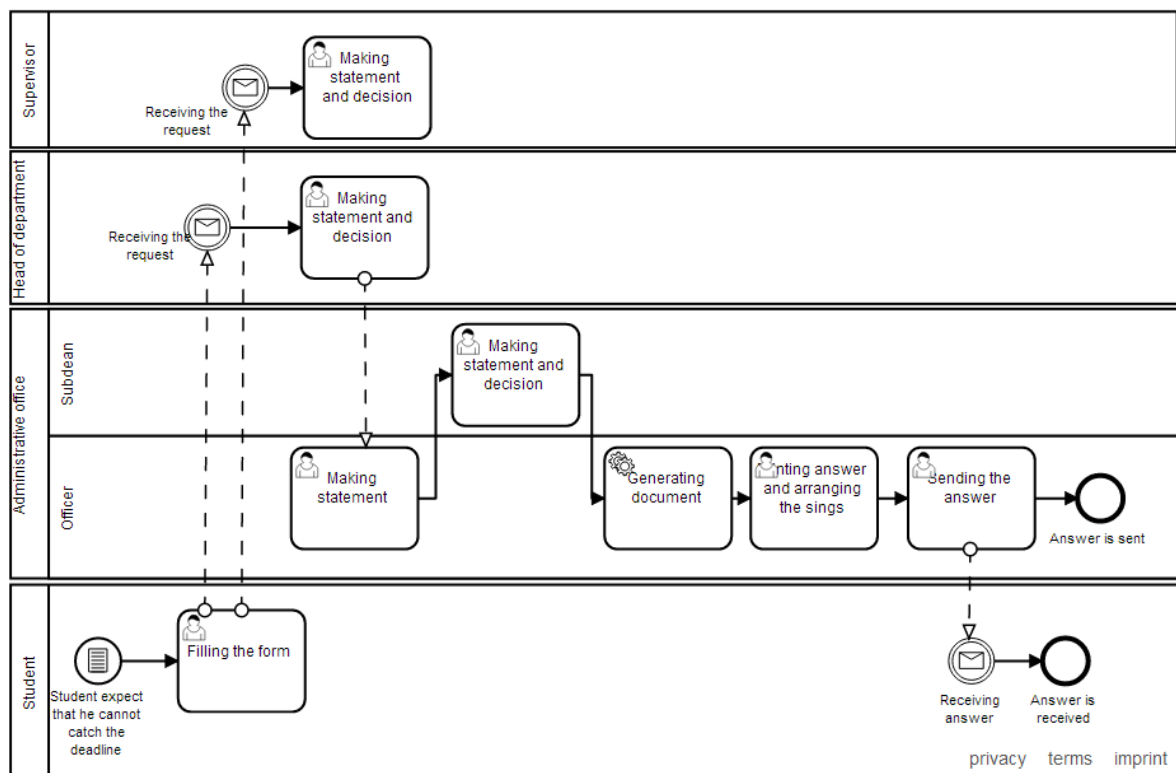 Supervisor
Making
statement
and decision
Receiving the
request
Head of department
Making
statement and
decision
Receiving the
request
Administrative office
Subdean
Making
statement and
decision
Officer
Making
statement
Generating
document
nting answer
and arranging
the sings
Sending the
answer
Answer is sent
Student
Filling the form
Student expect
that he cannot
catch the
deadline
Receiving
answer
Answer is
received
privacy terms imprint